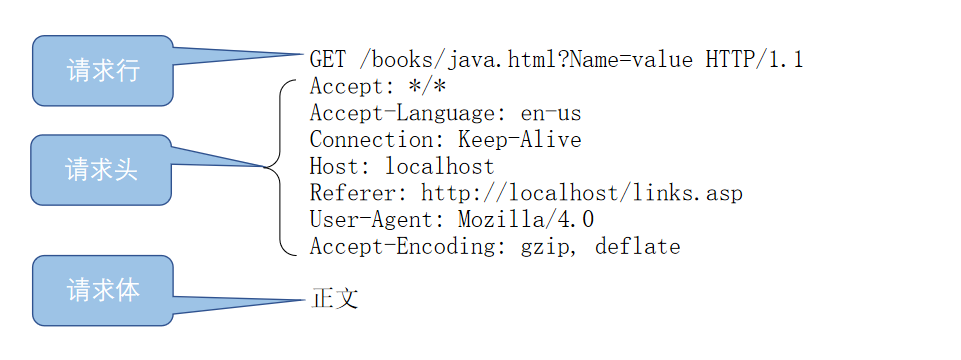 请求行
GET /books/java.html?Name=value HTTP/1.1
Accept: */*
Accept-Language: en-us
Connection: Keep-Alive
请求头
Host: localhost
Referer: http://localhost/links.asp
User-Agent: Mozilla/4.0
Accept-Encoding: gzip, deflate
请求体
正文